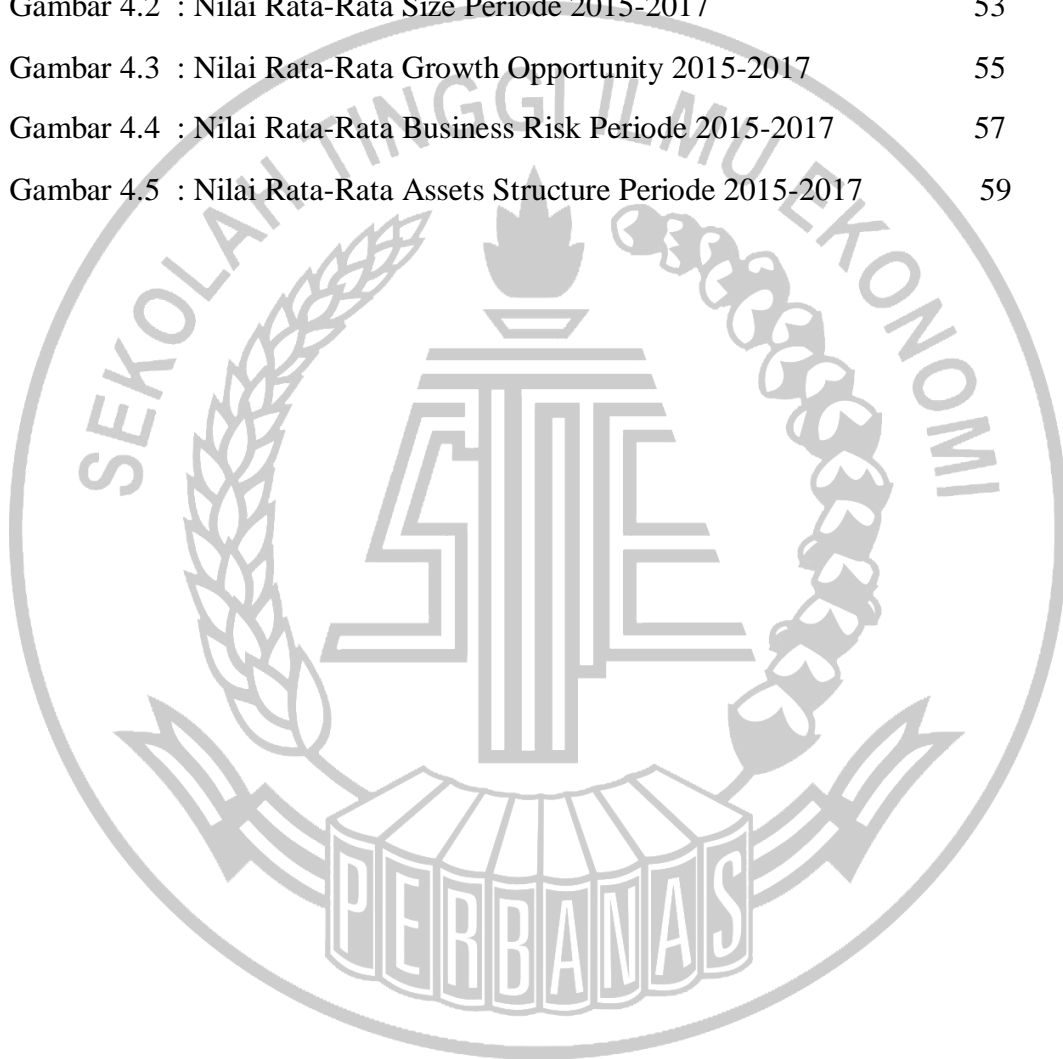 Gambar 4.2 : Nilai Rata-Rata Size Periode 2015-2017 53
Gambar 4.3 : Nilai Rata-Rata Growth Opportunity 2015-2017 55
Gambar 4.4 : Nilai Rata-Rata Business Risk Periode 2015-2017 57
Gambar 4.5 : Nilai Rata-Rata Assets Structure Periode 2015-2017 59
SEKOLAH TINGGI ILMU EKONOMI
STIE
PERBANAS